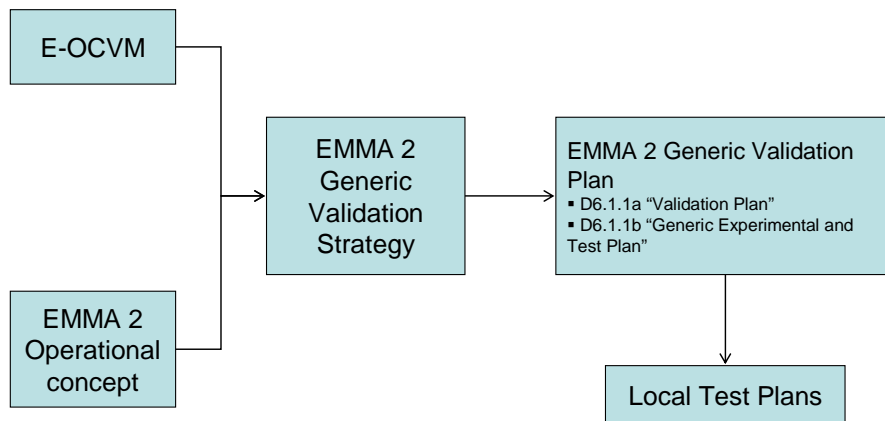 E-OCVM
EMMA 2
Operational
concept
EMMA 2
Generic
Validation
Strategy
EMMA 2 Generic Validation
Plan
▪ D6.1.1a “Validation Plan”
▪ D6.1.1b “Generic Experimental and
Test Plan”
Local Test Plans